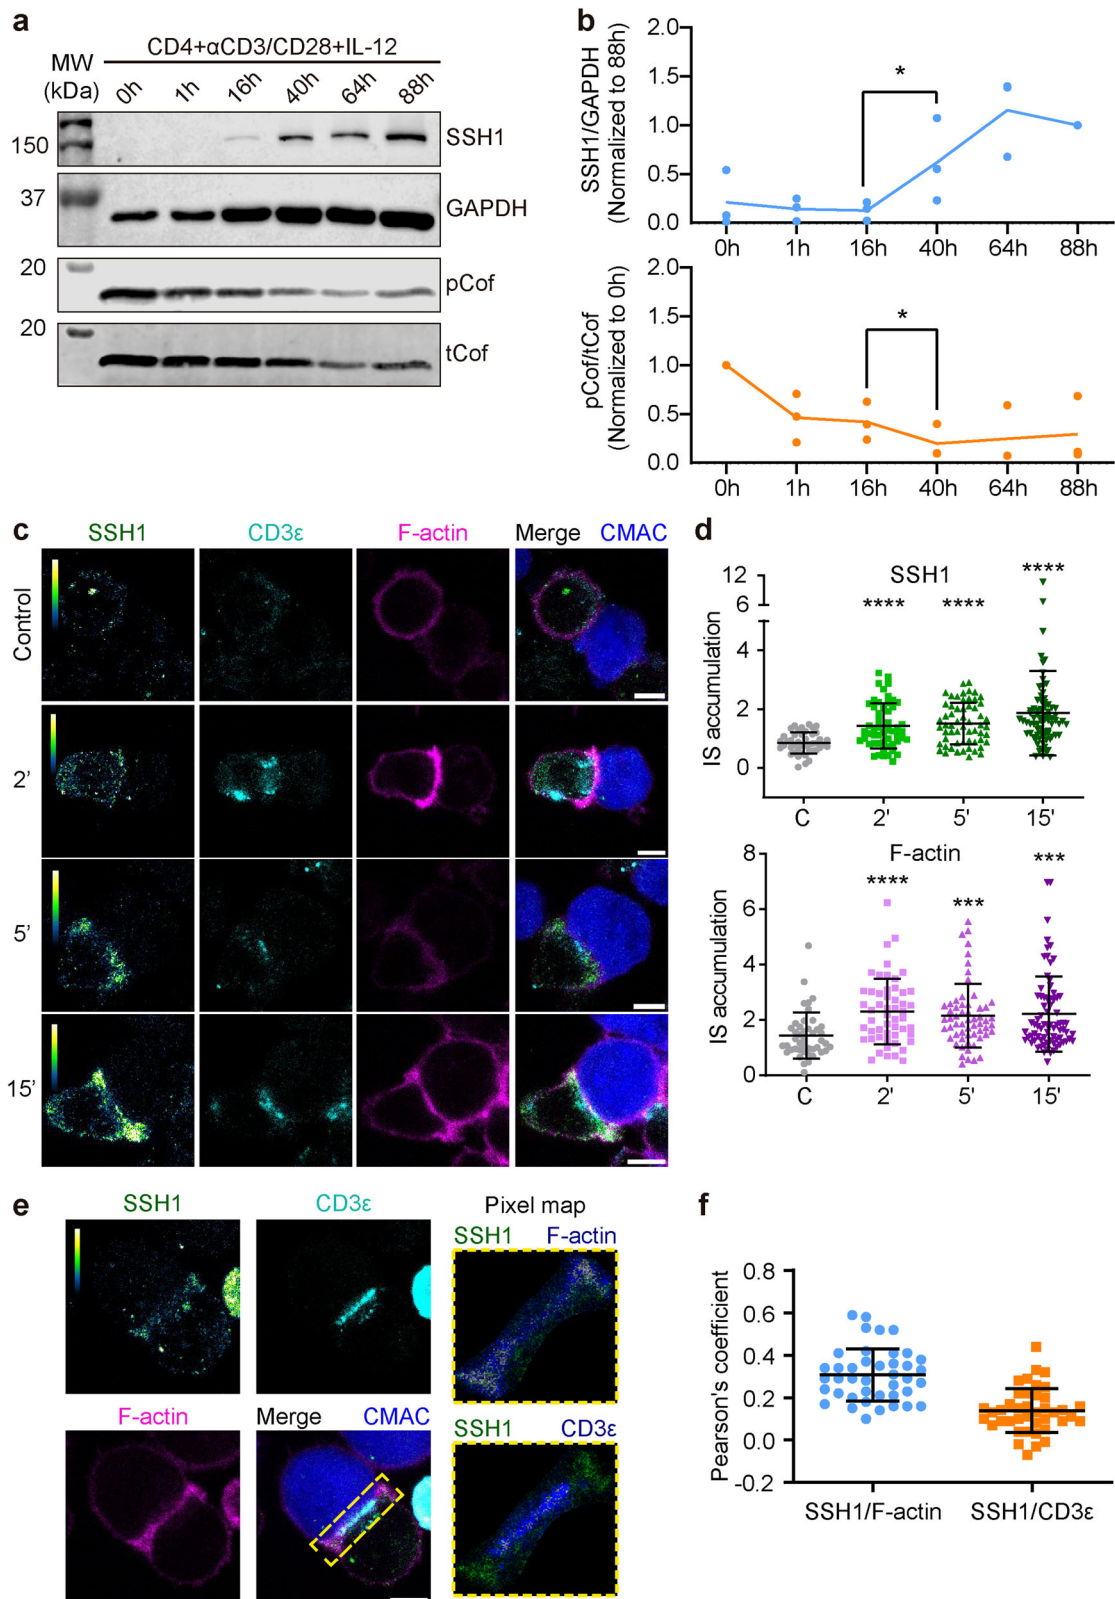 a
CD4+αCD3/CD28+IL-12
MW
(kDa)
0h 1h 16h 40h 64h 88h
150
SSH1
37
GAPDH
20
pCof
20
tCof
b
SSH1/GAPDH
(Normalized to 88h)
2.0
1.5
1.0
0.5
0.0
*
0h 1h 16h 40h 64h 88h
pCof/tCof
(Normalized to 0h)
2.0
1.5
1.0
0.5
0.0
*
0h 1h 16h 40h 64h 88h
c
SSH1 CD3ε F-actin Merge CMAC
Control
2'
5'
15'
d
SSH1
IS accumulation
12
6
4
2
0
**** **** ****
C 2' 5' 15'
F-actin
IS accumulation
8
6
4
2
0
**** *** ***
C 2' 5' 15'
e
SSH1 CD3ε Pixel map
SSH1 F-actin
F-actin Merge CMAC
SSH1 CD3ε
f
Pearson's coefficient
0.8
0.6
0.4
0.2
0.0
-0.2
SSH1/F-actin SSH1/CD3ε